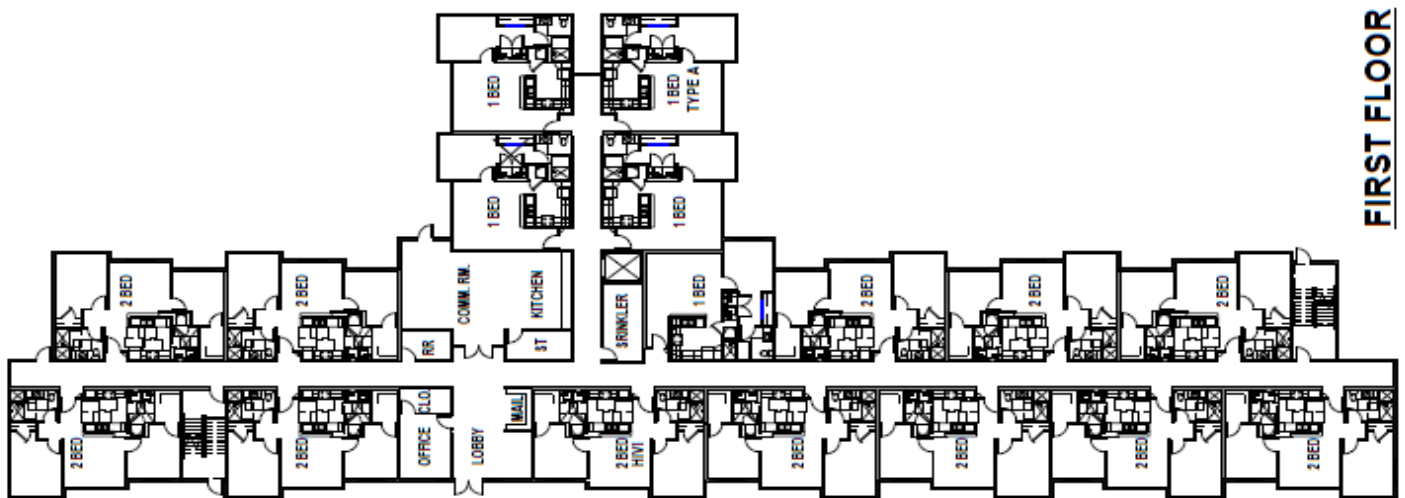 FIRST FLOOR
1 BED
1 BED
TYPE A
1 BED
1 BED
2 BED
2 BED
COMM. RM.
KITCHEN
RR
ST
SRINKLER
1 BED
2 BED
2 BED
2 BED
2 BED
2 BED
OFFICE
CLO.
LOBBY
MAIL
2 BED
HIVI
2 BED
2 BED
2 BED
2 BED